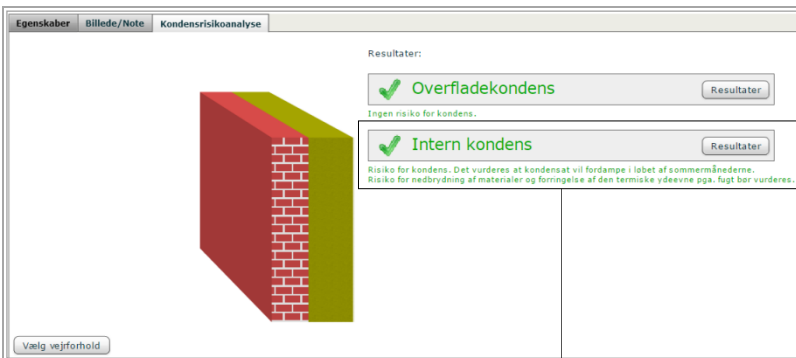 Egenskaber Billede/Note Kondensrisikoanalyse
Resultater:
Overfladekondens Resultater
Ingen risiko for kondens.
Intern kondens Resultater
Risiko for kondens. Det vurderes at kondensat vil fordampe i løbet af sommermånederne.
Risiko for nedbrydning af materialer og forringelse af den termiske ydeevne pga. fugt bør vurderes.
Vælg vejrforhold